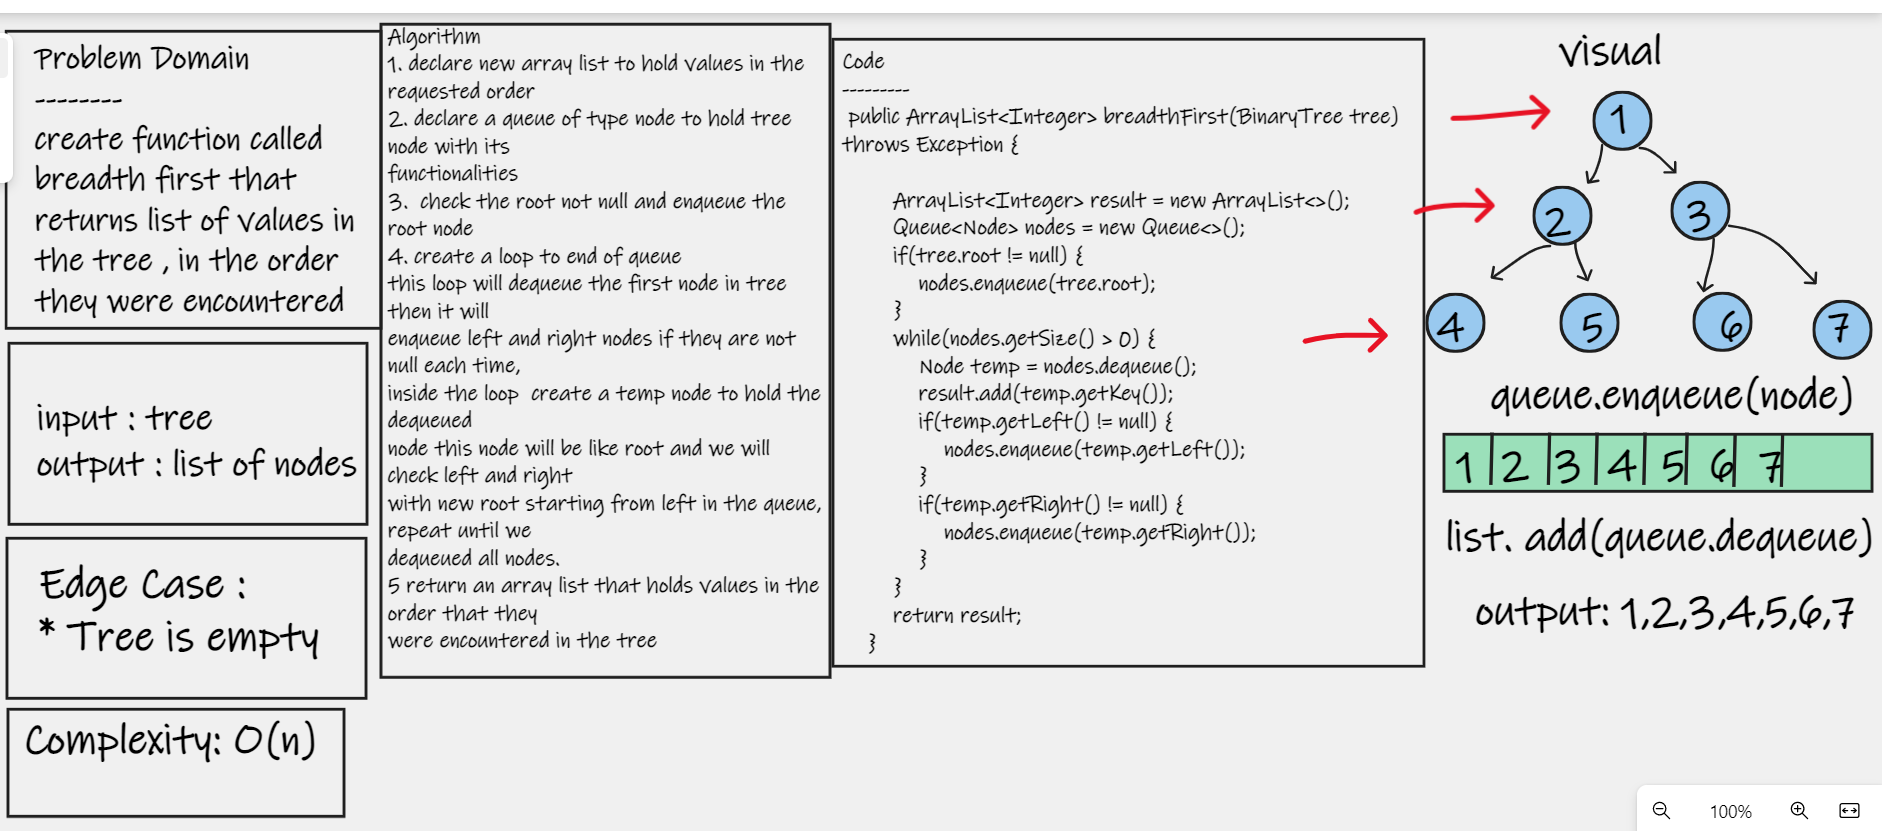 Problem Domain
--------
create function called
breadth first that
returns list of values in
the tree , in the order
they were encountered
input : tree
output : list of nodes
Edge Case :
* Tree is empty
Complexity: O(n)
Algorithm
1. declare new array list to hold values in the
requested order
2. declare a queue of type node to hold tree
node with its
functionalities
3. check the root not null and enqueue the
root node
4. create a loop to end of queue
this loop will dequeue the first node in tree
then it will
enqueue left and right nodes if they are not
null each time,
inside the loop create a temp node to hold the
dequeued
node this node will be like root and we will
check left and right
with new root starting from left in the queue,
repeat until we
dequeued all nodes.
5 return an array list that holds values in the
order that they
were encountered in the tree
Code
---------
public ArrayList<Integer> breadthFirst(BinaryTree tree)
throws Exception {
ArrayList<Integer> result = new ArrayList<>();
Queue<Node> nodes = new Queue<>();
if(tree.root != null) {
nodes.enqueue(tree.root);
}
while(nodes.getSize() > 0) {
Node temp = nodes.dequeue();
result.add(temp.getKey());
if(temp.getLeft() != null) {
nodes.enqueue(temp.getLeft());
}
if(temp.getRight() != null) {
nodes.enqueue(temp.getRight());
}
}
return result;
}
visual
1
2 3
4 5 6 7
queue.enqueue(node)
1 2 3 4 5 6 7
list. add(queue.dequeue)
output: 1,2,3,4,5,6,7
100%